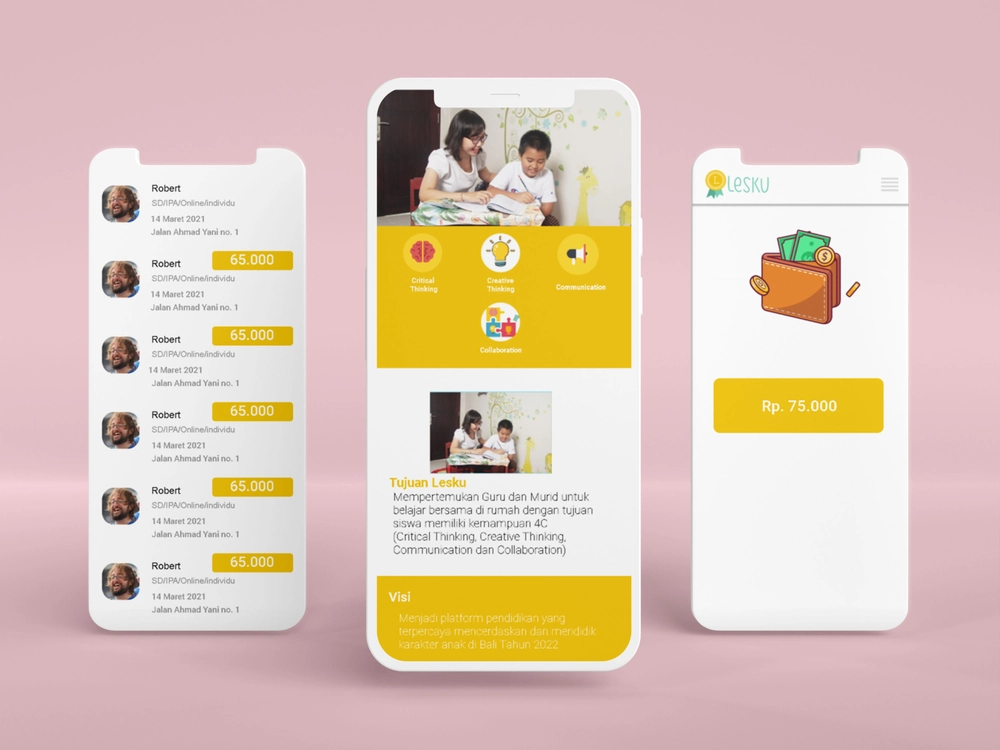 Robert
SD/IPA/Online/individu
14 Maret 2021
Jalan Ahmad Yani no. 1
Robert
65.000
SD/IPA/Online/individu
14 Maret 2021
Jalan Ahmad Yani no. 1
Robert
65.000
SD/IPA/Online/individu
14 Maret 2021
Jalan Ahmad Yani no. 1
Robert
65.000
SD/IPA/Online/individu
14 Maret 2021
Jalan Ahmad Yani no. 1
Robert
65.000
SD/IPA/Online/individu
14 Maret 2021
Jalan Ahmad Yani no. 1
Robert
65.000
SD/IPA/Online/individu
14 Maret 2021
Jalan Ahmad Yani no. 1
Critical
Thinking
Creative
Thinking
Communication
Collaboration
Tujuan Lesku
Mempertemukan Guru dan Murid untuk
belajar bersama di rumah dengan tujuan
siswa memiliki kemampuan 4C
(Critical Thinking, Creative Thinking,
Communication dan Collaboration)
Visi
Menjadi platform pendidikan yang
terpercaya mencerdaskan dan mendidik
karakter anak di Bali Tahun 2022
L Lesku
$
Rp. 75.000